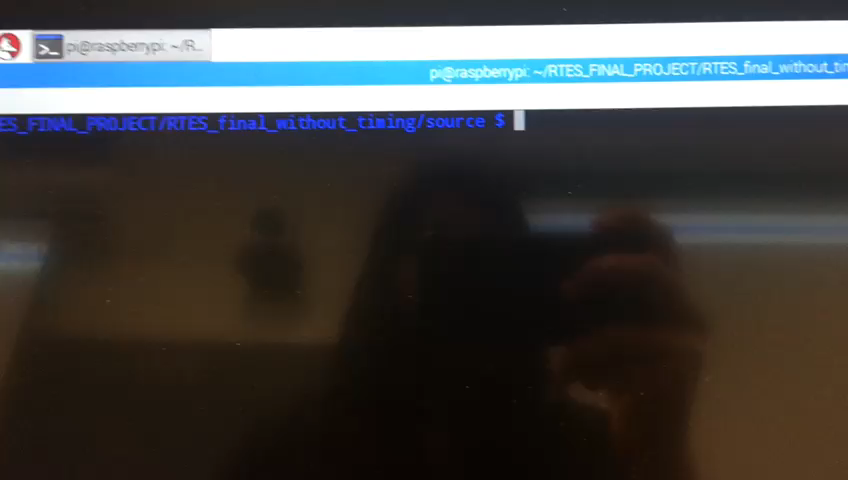 pi@raspberrypi: ~/R...
pi@raspberrypi: ~/RTES_FINAL_PROJECT/RTES_final_without_tim
ES_FINAL_PROJECT/RTES_final_without_timing/source $